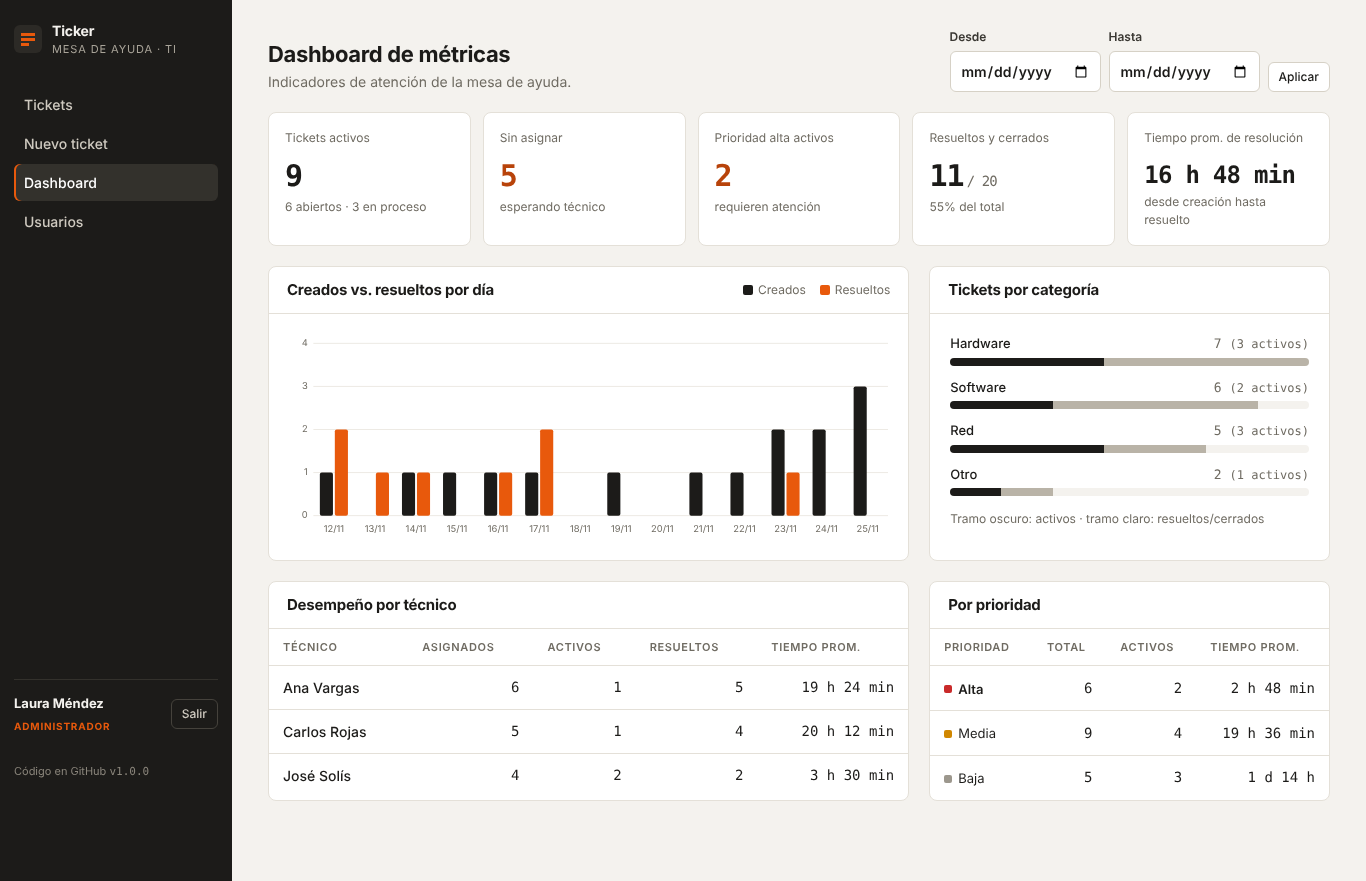 Ticker
MESA DE AYUDA · TI
Tickets
Nuevo ticket
Dashboard
Usuarios
Laura Méndez
ADMINISTRADOR
Salir
Código en GitHub v1.0.0
Dashboard de métricas
Indicadores de atención de la mesa de ayuda.
Desde
Hasta
mm/dd/yyyy
mm/dd/yyyy
Aplicar
Tickets activos
9
6 abiertos · 3 en proceso
Sin asignar
5
esperando técnico
Prioridad alta activos
2
requieren atención
Resueltos y cerrados
11 / 20
55% del total
Tiempo prom. de resolución
16 h 48 min
desde creación hasta
resuelto
Creados vs. resueltos por día
Creados
Resueltos
4
3
2
1
0
12/11 13/11 14/11 15/11 16/11 17/11 18/11 19/11 20/11 21/11 22/11 23/11 24/11 25/11
Tickets por categoría
Hardware 7 (3 activos)
Software 6 (2 activos)
Red 5 (3 activos)
Otro 2 (1 activos)
Tramo oscuro: activos · tramo claro: resueltos/cerrados
Desempeño por técnico
TÉCNICO ASIGNADOS ACTIVOS RESUELTOS TIEMPO PROM.
Ana Vargas 6 1 5 19 h 24 min
Carlos Rojas 5 1 4 20 h 12 min
José Solís 4 2 2 3 h 30 min
Por prioridad
PRIORIDAD TOTAL ACTIVOS TIEMPO PROM.
Alta 6 2 2 h 48 min
Media 9 4 19 h 36 min
Baja 5 3 1 d 14 h